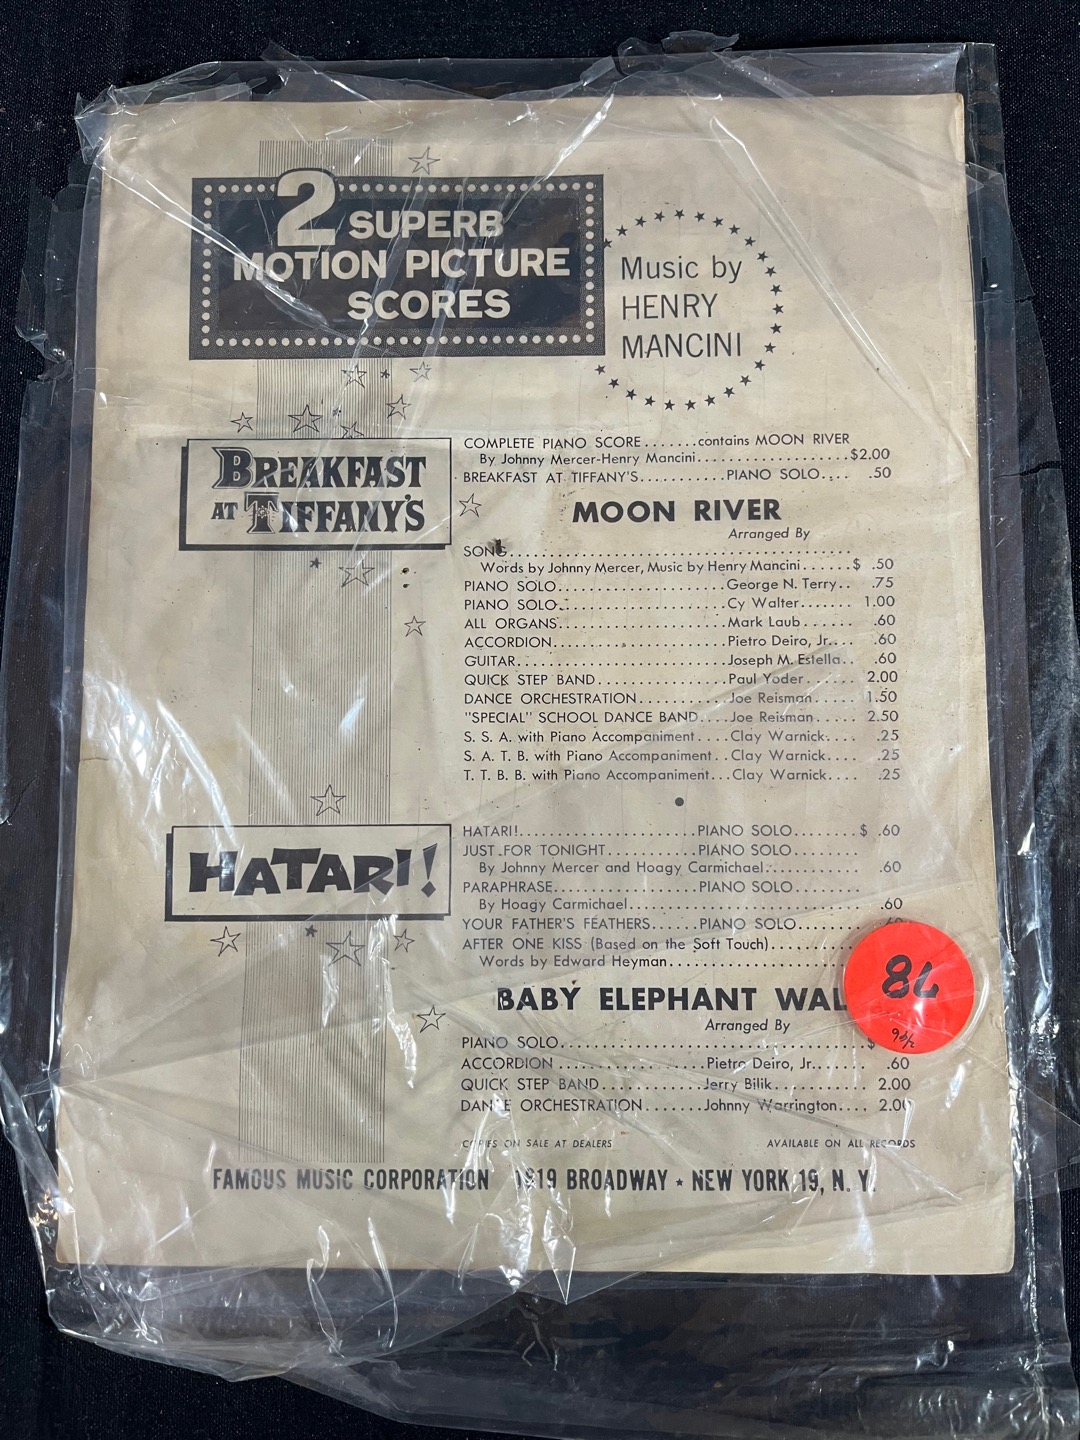 2 SUPERB
MOTION PICTURE
SCORES
Music by
HENRY
MANCINI
BREAKFAST
AT TIFFANY'S
COMPLETE PIANO SCORE.......contains MOON RIVER
By Johnny Mercer-Henry Mancini...................$2.00
BREAKFAST AT TIFFANY'S...........PIANO SOLO.... .50
MOON RIVER
Arranged By
SONG............................................
Words by Johnny Mercer, Music by Henry Mancini......$ .50
PIANO SOLO.....................George N. Terry.. .75
PIANO SOLO.....................Cy Walter....... 1.00
ALL ORGANS.....................Mark Laub...... .60
ACCORDION......................Pietro Deiro, Jr.... .60
GUITAR..........................Joseph M. Estella.. .60
QUICK STEP BAND................Paul Yoder...... 2.00
DANCE ORCHESTRATION...........Joe Reisman..... 1.50
"SPECIAL" SCHOOL DANCE BAND....Joe Reisman..... 2.50
S. S. A. with Piano Accompaniment....Clay Warnick.... .25
S. A. T. B. with Piano Accompaniment..Clay Warnick.... .25
T. T. B. B. with Piano Accompaniment...Clay Warnick.... .25
HATARI!
HATARI!......................PIANO SOLO........$ .60
JUST FOR TONIGHT...........PIANO SOLO........
By Johnny Mercer and Hoagy Carmichael............ .60
PARAPHRASE..................PIANO SOLO........
By Hoagy Carmichael............................ .60
YOUR FATHER'S FEATHERS......PIANO SOLO........
AFTER ONE KISS (Based on the Soft Touch)..........
Words by Edward Heyman......................
BABY ELEPHANT WAL
Arranged By
PIANO SOLO....................................$
ACCORDION...................Pietro Deiro, Jr....... .60
QUICK STEP BAND............Jerry Bilik........... 2.00
DANCE ORCHESTRATION.......Johnny Warrington.... 2.00
COPIES ON SALE AT DEALERS
AVAILABLE ON ALL RECORDS
FAMOUS MUSIC CORPORATION 1619 BROADWAY ★ NEW YORK 19, N. Y.